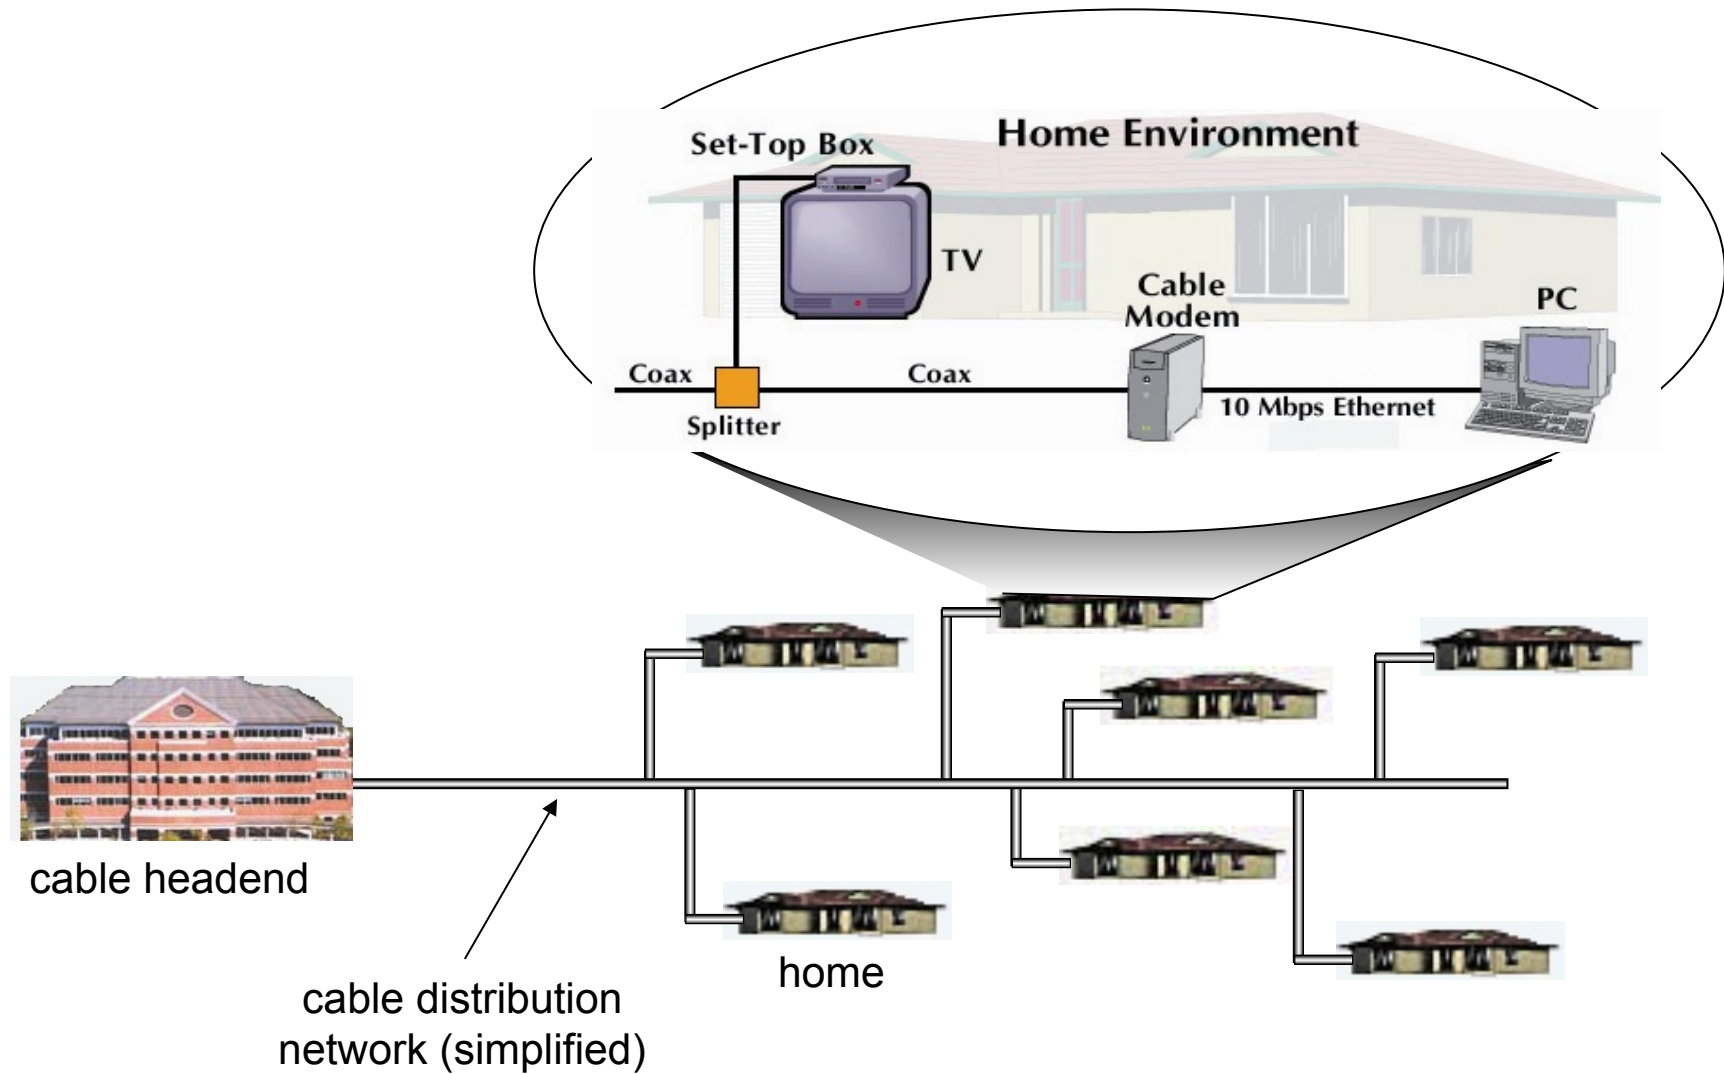 Home Environment
Set-Top Box
TV
Cable
Modem
PC
Coax
Coax
10 Mbps Ethernet
Splitter
cable headend
home
cable distribution
network (simplified)